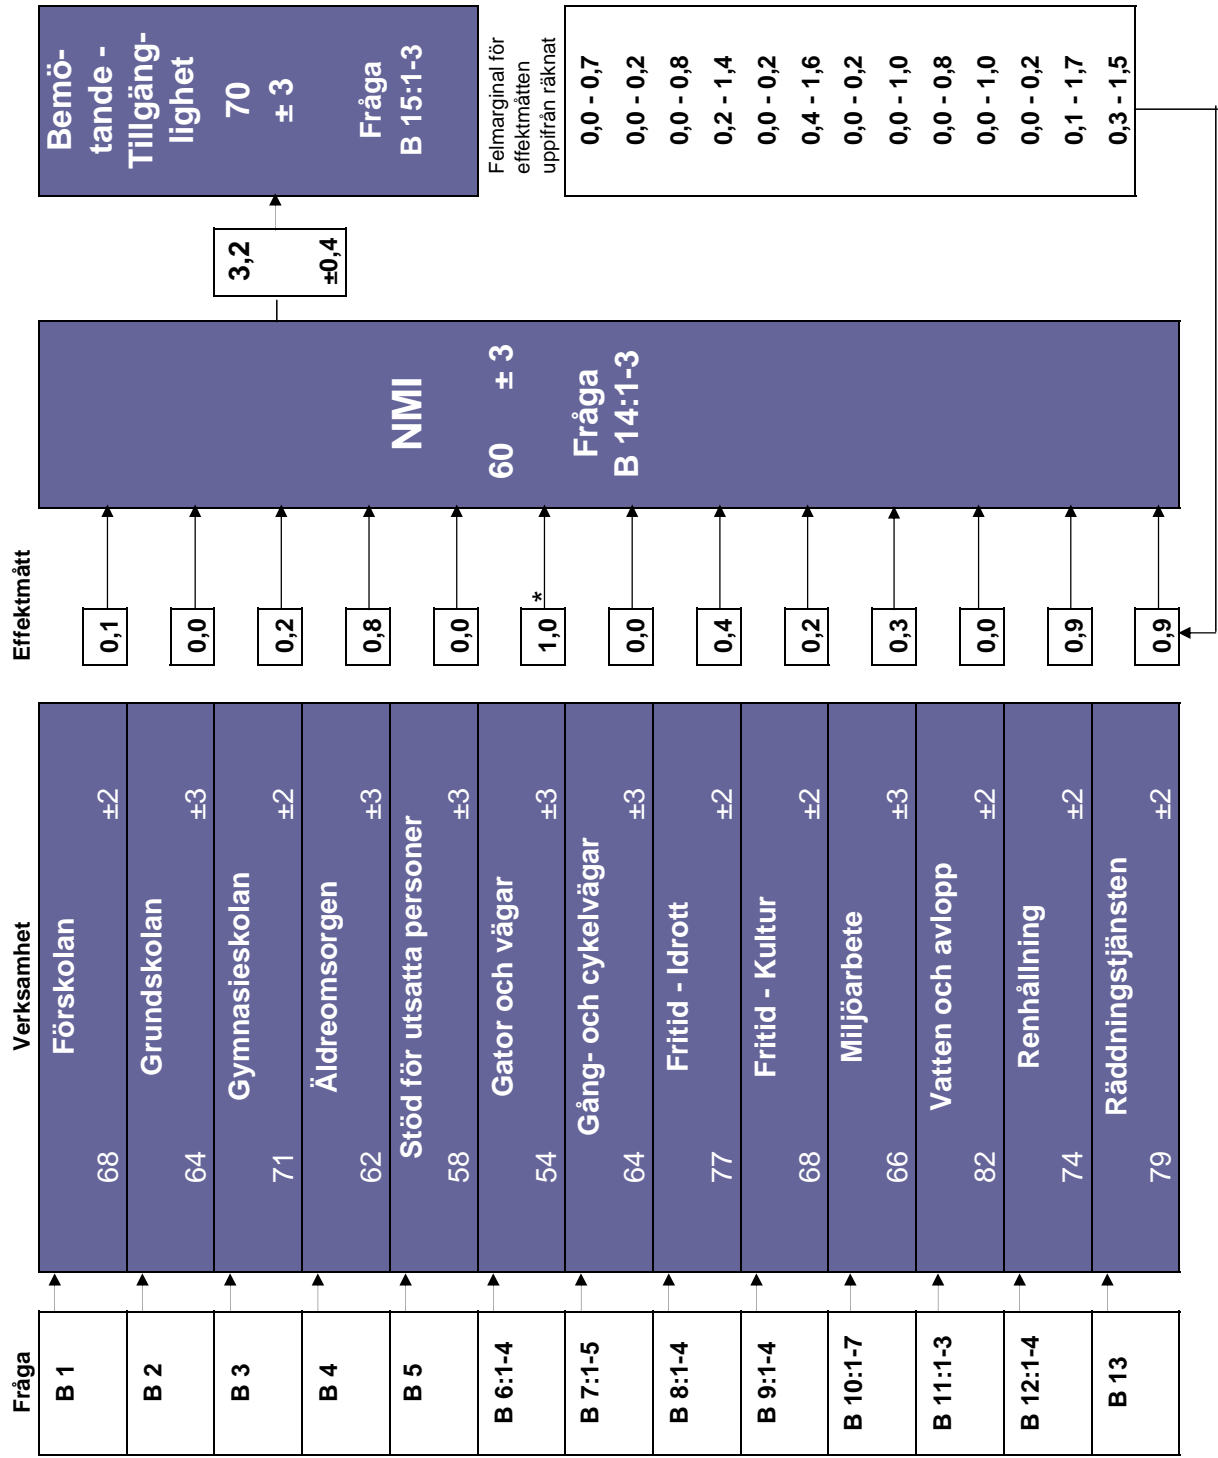 Fråga
Verksamhet
Effektmått
B 1
Förskolan
68 ±2
0,1
B 2
Grundskolan
64 ±3
0,0
B 3
Gymnasieskolan
71 ±2
0,2
B 4
Äldreomsorgen
62 ±3
0,8
B 5
Stöd för utsatta personer
58 ±3
0,0
B 6:1-4
Gator och vägar
54 ±3
1,0 *
B 7:1-5
Gång- och cykelvägar
64 ±3
0,0
B 8:1-4
Fritid - Idrott
77 ±2
0,4
B 9:1-4
Fritid - Kultur
68 ±2
0,2
B 10:1-7
Miljöarbete
66 ±3
0,3
B 11:1-3
Vatten och avlopp
82 ±2
0,0
B 12:1-4
Renhållning
74 ±2
0,9
B 13
Räddningstjänsten
79 ±2
0,9
NMI
60 ± 3
Fråga
B 14:1-3
3,2
±0,4
Bemö-
tande -
Tillgäng-
lighet
70
± 3
Fråga
B 15:1-3
Felmarginal för
effektmåtten
uppifrån räknat
0,0 - 0,7
0,0 - 0,2
0,0 - 0,8
0,2 - 1,4
0,0 - 0,2
0,4 - 1,6
0,0 - 0,2
0,0 - 1,0
0,0 - 0,8
0,0 - 1,0
0,0 - 0,2
0,1 - 1,7
0,3 - 1,5